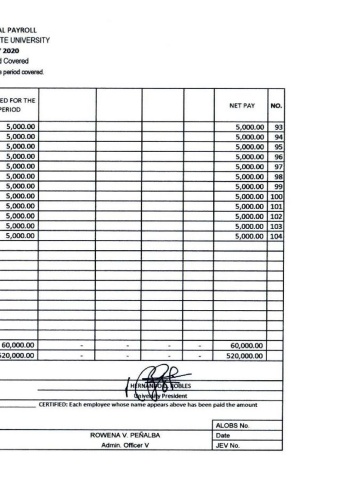 AL PAYROLL
TE UNIVERSITY
2020
d Covered
e period covered.
ED FOR THE PERIOD NET PAY NO.
5,000.00 5,000.00 93
5,000.00 5,000.00 94
5,000.00 5,000.00 95
5,000.00 5,000.00 96
5,000.00 5,000.00 97
5,000.00 5,000.00 98
5,000.00 5,000.00 99
5,000.00 5,000.00 100
5,000.00 5,000.00 101
5,000.00 5,000.00 102
5,000.00 5,000.00 103
5,000.00 5,000.00 104
60,000.00 - - - - 60,000.00
520,000.00 - - - - 520,000.00
ROBLES
University President
CERTIFIED: Each employee whose name appears above has been paid the amount
ALOBS No.
ROWENA V. PEÑALBA Date
Admin. Officer V JEV No.